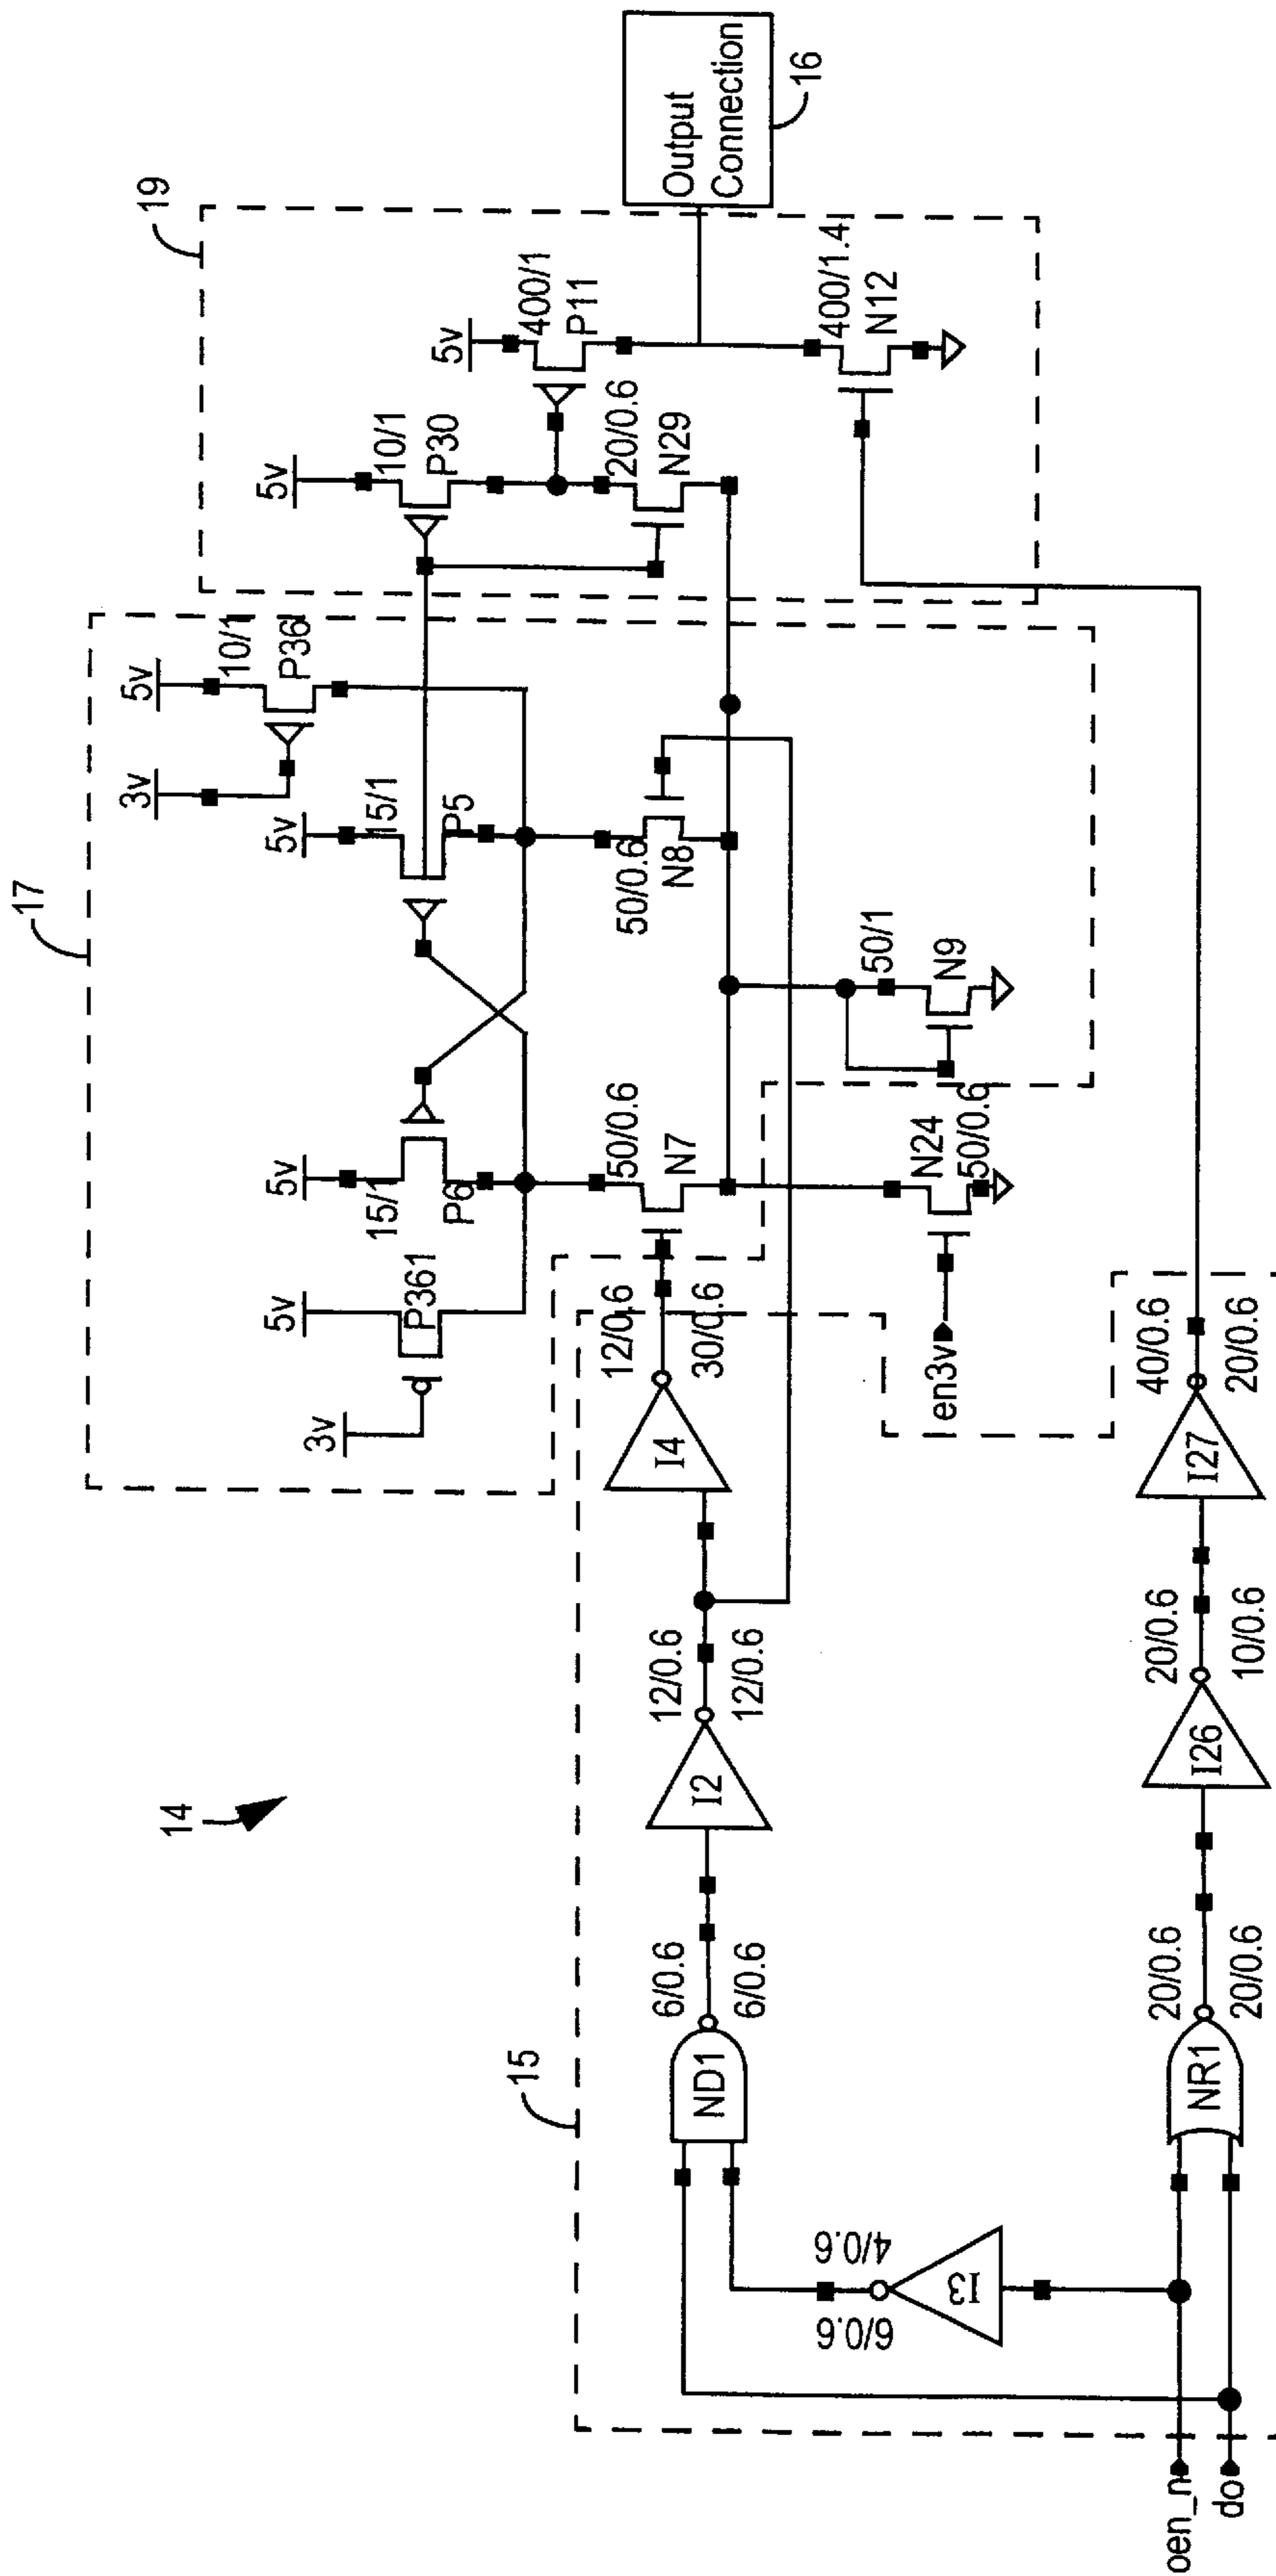 14
15
17
19
16
Output
Connection
5v
10/1
P36
3v
5v
15/1
P5
5v
15/1
P6
5v
P361
3v
5v
10/1
P30
5v
400/1
P11
20/0.6
N29
400/1.4
N12
50/0.6
N8
50/0.6
N7
50/1
N9
N24
50/0.6
en3v
12/0.6
30/0.6
I4
12/0.6
12/0.6
I2
6/0.6
6/0.6
ND1
4/0.6
6/0.6
I3
40/0.6
20/0.6
I27
20/0.6
10/0.6
I26
20/0.6
20/0.6
NR1
oen_n
do